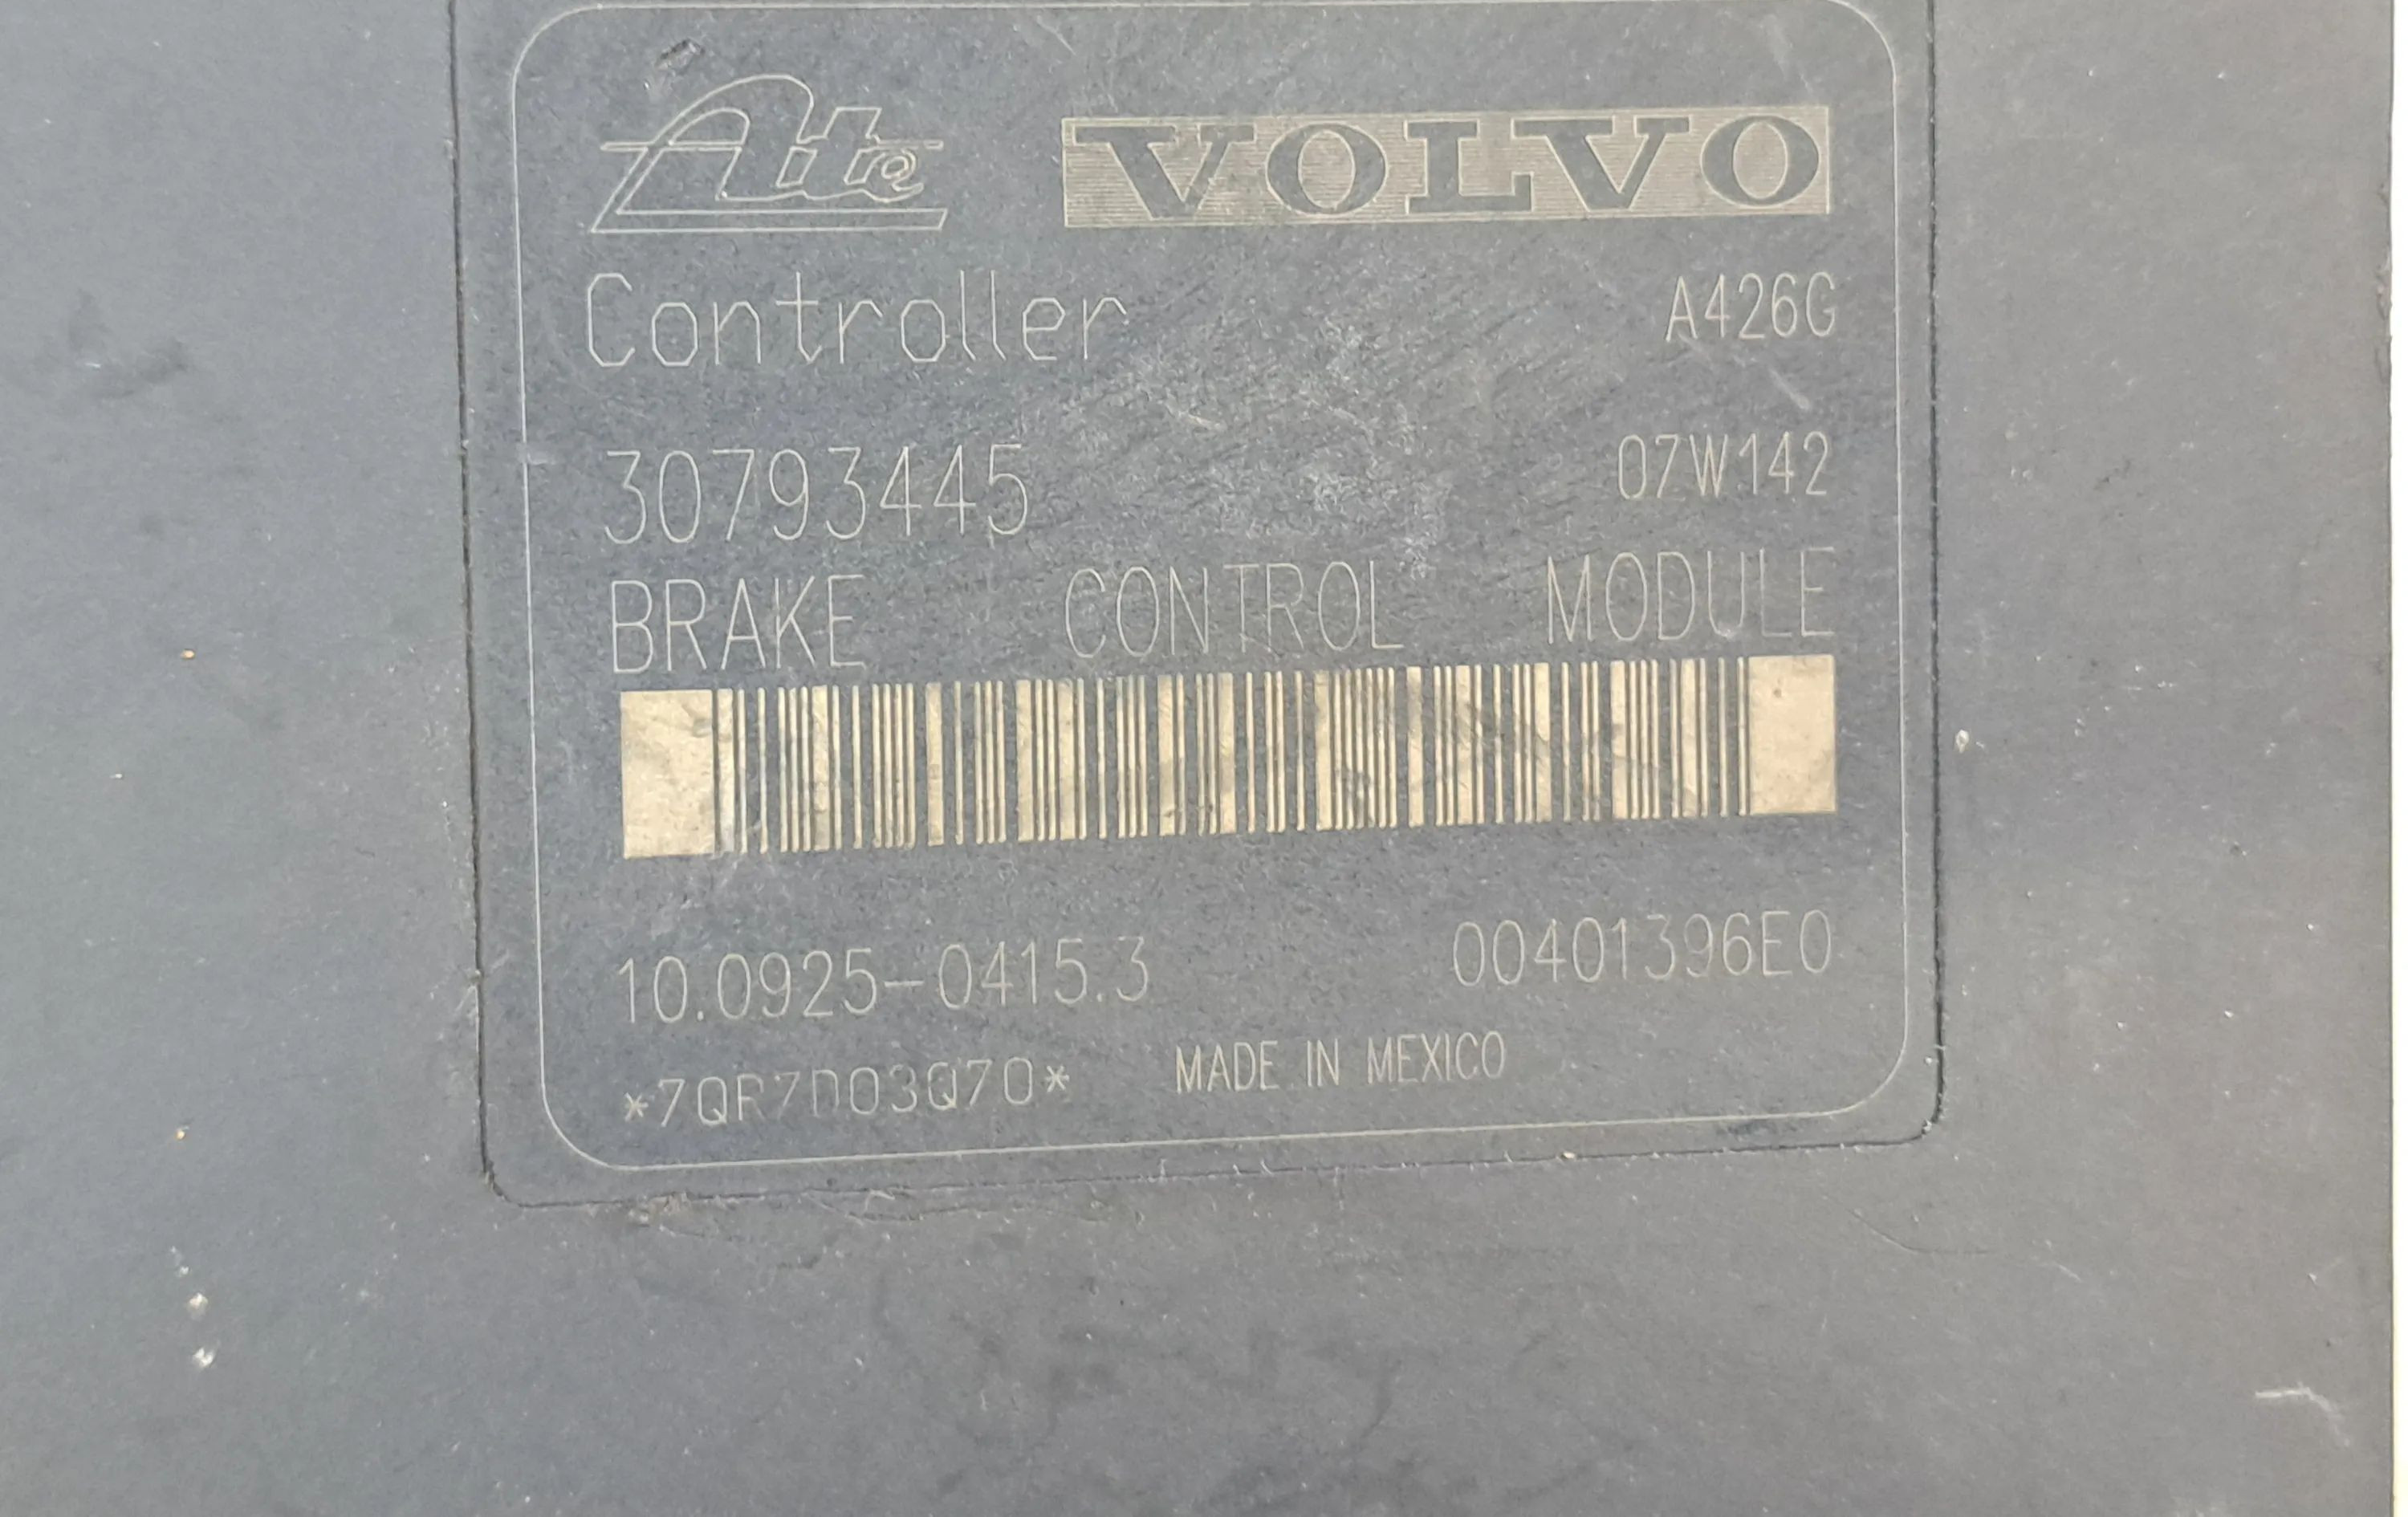 Ate VOLVO
Controller A426G
30793445 07W142
BRAKE CONTROL MODULE
10.0925-0415.3 00401396E0
*7QR7D03Q70* MADE IN MEXICO